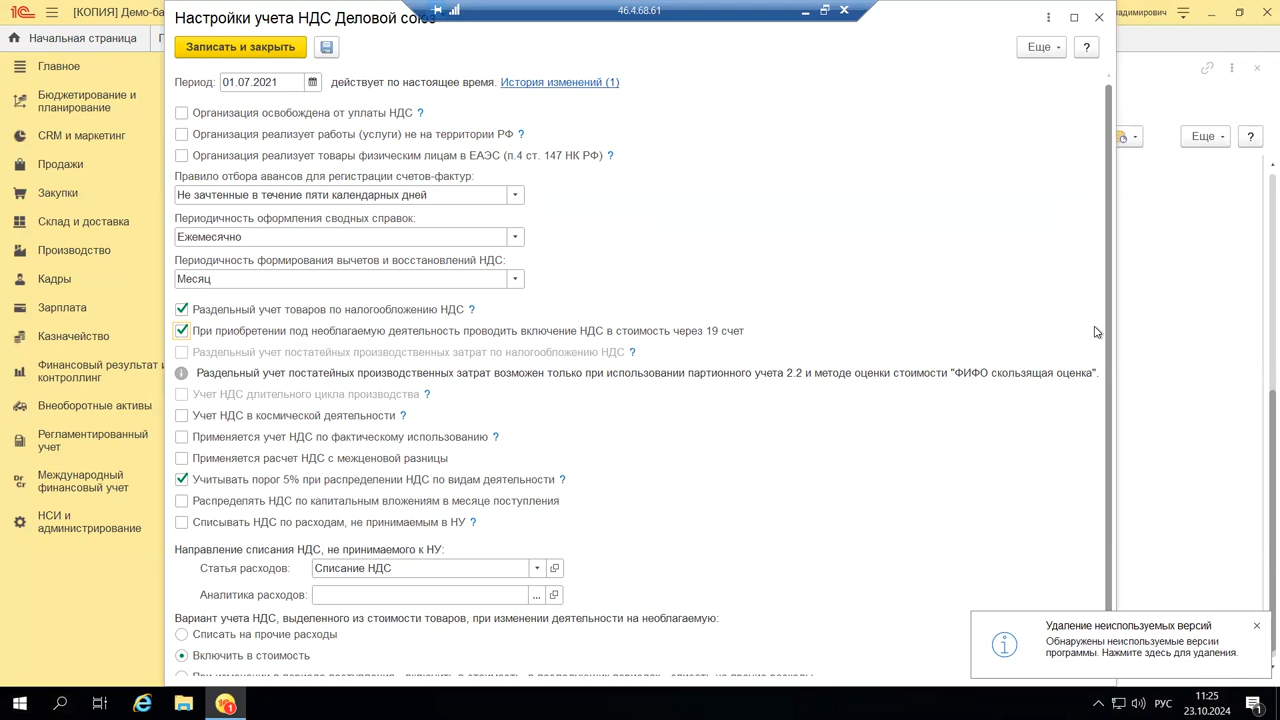 [КОПИЯ] Демо-ба
Настройки учета НДС Деловой союз
46.4.68.61
адимирович
Начальная страница
Записать и закрыть
Еще
?
Период: 01.07.2021 действует по настоящее время. История изменений (1)
Главное
Бюджетирование и
планирование
CRM и маркетинг
Продажи
Закупки
Склад и доставка
Производство
Кадры
Зарплата
Казначейство
Финансовый результат и
контроллинг
Внеоборотные активы
Регламентированный
учет
Международный
финансовый учет
НСИ и
администрирование
Организация освобождена от уплаты НДС ?
Организация реализует работы (услуги) не на территории РФ ?
Организация реализует товары физическим лицам в ЕАЭС (п.4 ст. 147 НК РФ) ?
Еще
?
Правило отбора авансов для регистрации счетов-фактур:
Не зачтенные в течение пяти календарных дней
Периодичность оформления сводных справок:
Ежемесячно
Периодичность формирования вычетов и восстановлений НДС:
Месяц
Раздельный учет товаров по налогообложению НДС ?
При приобретении под необлагаемую деятельность проводить включение НДС в стоимость через 19 счет
Раздельный учет постатейных производственных затрат по налогообложению НДС ?
Раздельный учет постатейных производственных затрат возможен только при использовании партионного учета 2.2 и методе оценки стоимости "ФИФО скользящая оценка".
Учет НДС длительного цикла производства ?
Учет НДС в космической деятельности ?
Применяется учет НДС по фактическому использованию ?
Применяется расчет НДС с межценовой разницы
Учитывать порог 5% при распределении НДС по видам деятельности ?
Распределять НДС по капитальным вложениям в месяце поступления
Списывать НДС по расходам, не принимаемым в НУ ?
Направление списания НДС, не принимаемого к НУ:
Статья расходов: Списание НДС
Аналитика расходов:
Вариант учета НДС, выделенного из стоимости товаров, при изменении деятельности на необлагаемую:
Списать на прочие расходы
Включить в стоимость
При изменении в периоде поступления - включить в стоимость, в последующих периодах - списать на прочие расходы
Удаление неиспользуемых версий
Обнаружены неиспользуемые версии
программы. Нажмите здесь для удаления.
РУС
11:25
23.10.2024